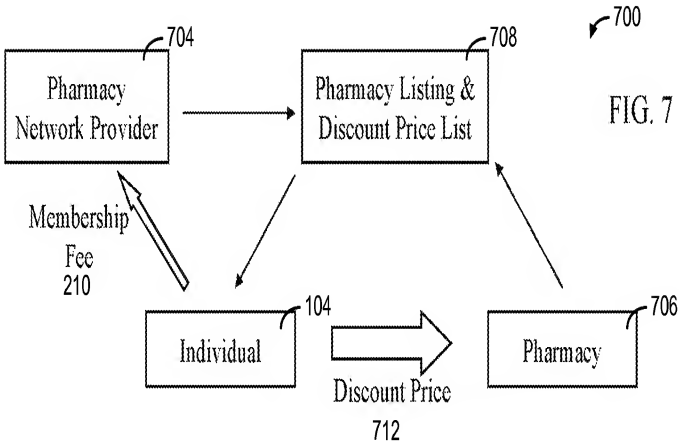 704
708
700
Pharmacy
Network Provider
Pharmacy Listing &
Discount Price List
FIG. 7
Membership
Fee
210
104
706
Individual
Pharmacy
Discount Price
712